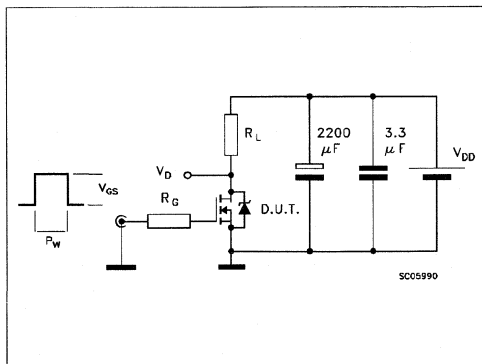 R_L
2200
µF
3.3
µF
V_DD
V_D
V_GS
R_G
D.U.T.
P_W
SC05990